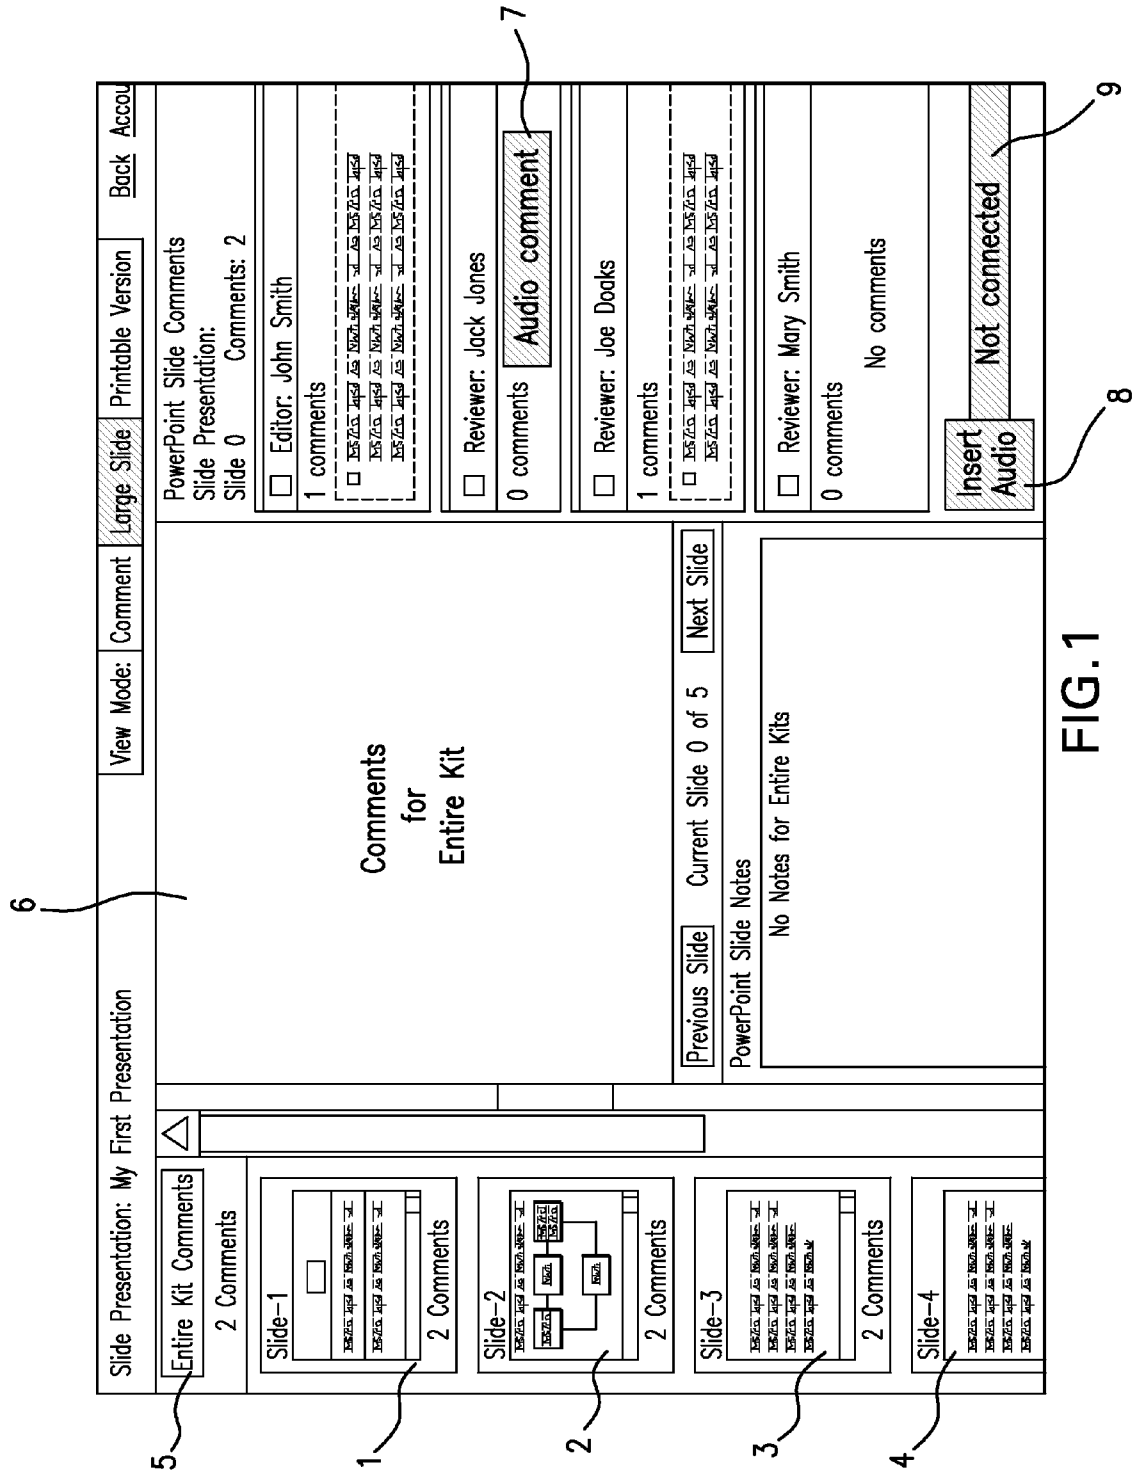 Slide Presentation: My First Presentation
View Mode:
Comment
Large Slide
Printable Version
Back
Accou
Entire Kit Comments
2 Comments
Slide-1
2 Comments
Slide-2
2 Comments
Slide-3
2 Comments
Slide-4
Comments
for
Entire Kit
Previous Slide
Current Slide 0 of 5
Next Slide
PowerPoint Slide Notes
No Notes for Entire Kits
PowerPoint Slide Comments
Slide Presentation:
Slide 0 Comments: 2
Editor: John Smith
1 comments
Reviewer: Jack Jones
0 comments
Audio comment
Reviewer: Joe Doaks
1 comments
Reviewer: Mary Smith
0 comments
No comments
Insert
Audio
Not connected
5
1
2
3
4
6
7
8
9
FIG.1